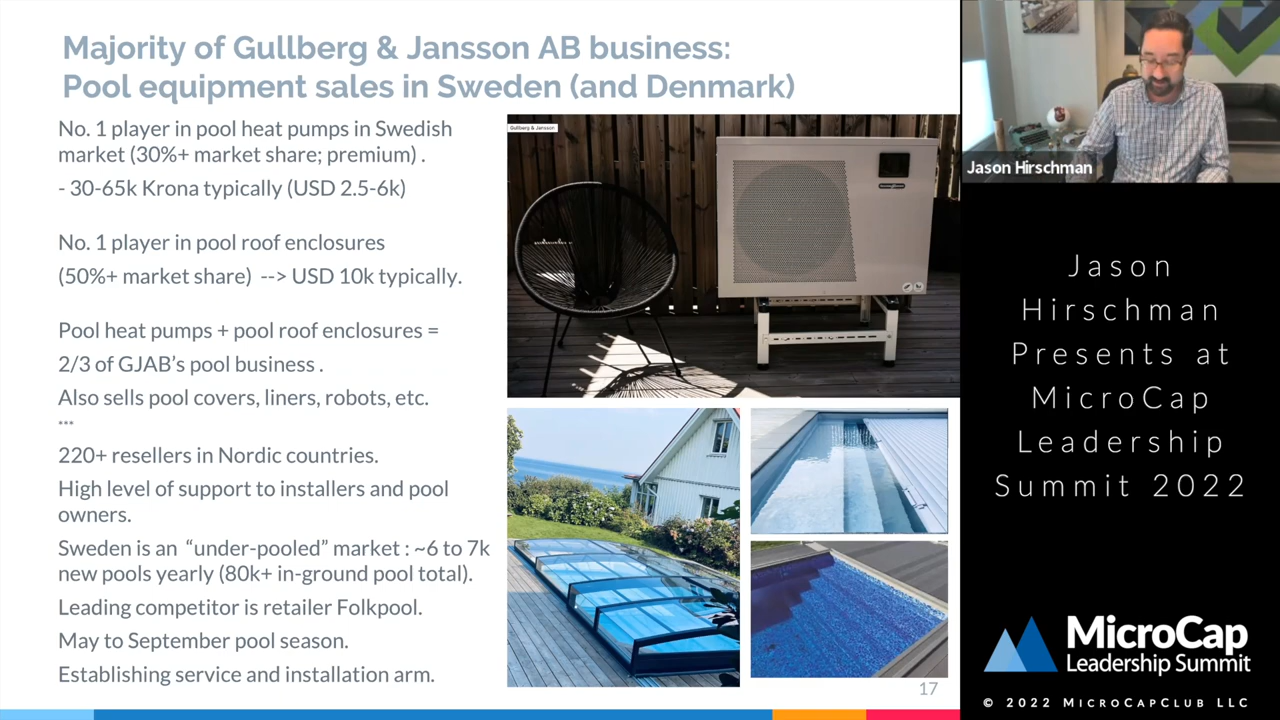 Majority of Gullberg & Jansson AB business:
Pool equipment sales in Sweden (and Denmark)
No. 1 player in pool heat pumps in Swedish
market (30%+ market share; premium) .
- 30-65k Krona typically (USD 2.5-6k)
No. 1 player in pool roof enclosures
(50%+ market share) --> USD 10k typically.
Pool heat pumps + pool roof enclosures =
2/3 of GJAB’s pool business .
Also sells pool covers, liners, robots, etc.
***
220+ resellers in Nordic countries.
High level of support to installers and pool
owners.
Sweden is an “under-pooled” market : ~6 to 7k
new pools yearly (80k+ in-ground pool total).
Leading competitor is retailer Folkpool.
May to September pool season.
Establishing service and installation arm.
Gullberg & Jansson
17
Jason Hirschman
Jason
Hirschman
Presents at
MicroCap
Leadership
Summit 2022
MicroCap
Leadership Summit
© 2022 MICROCAPCLUB LLC